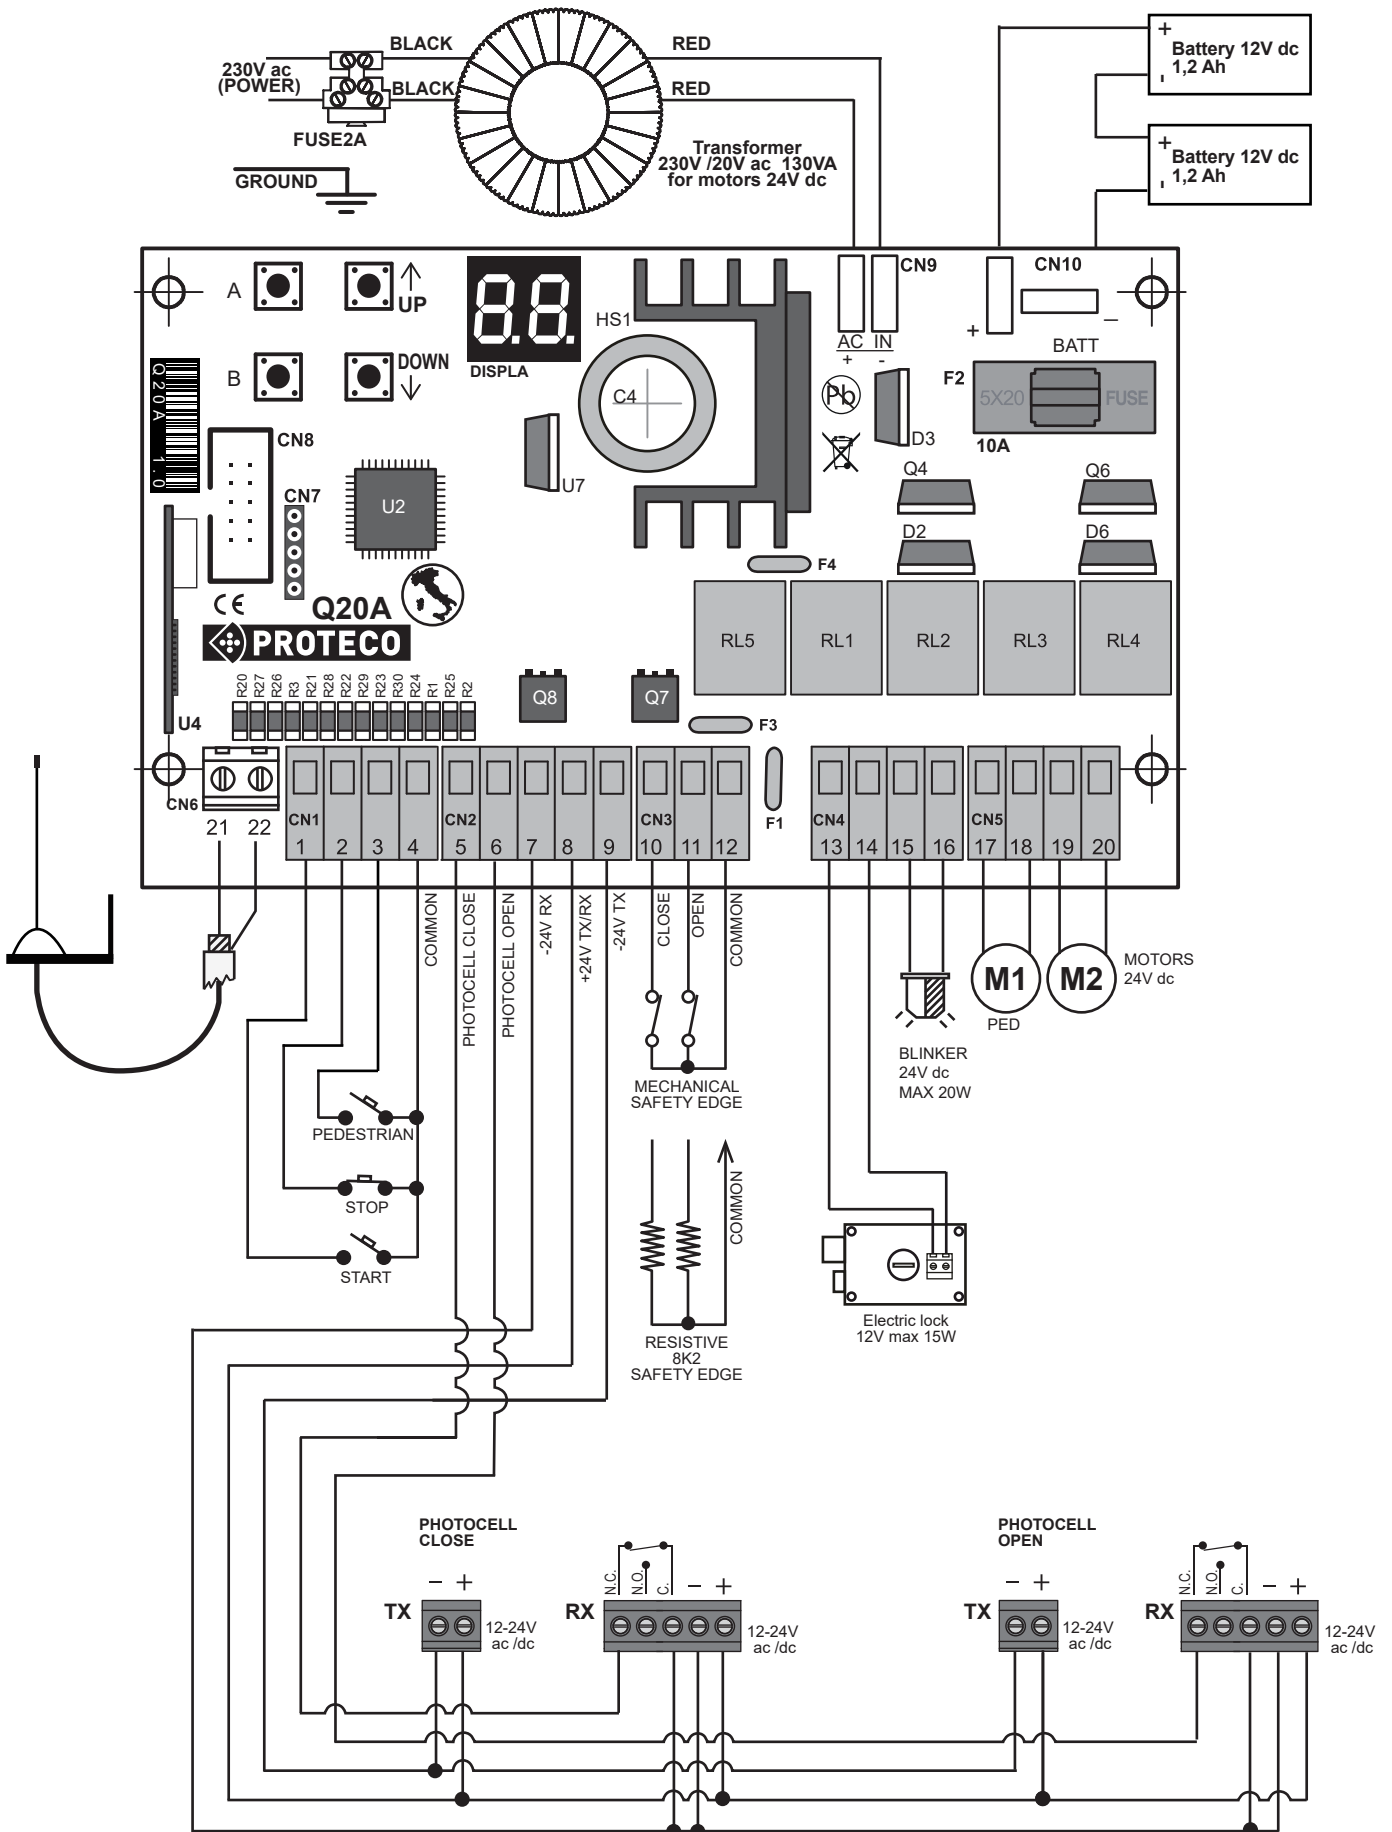 230V ac
(POWER)
BLACK
BLACK
RED
RED
FUSE2A
GROUND
Transformer
230V /20V ac 130VA
for motors 24V dc
+
Battery 12V dc
1,2 Ah
-
+
Battery 12V dc
1,2 Ah
-
A
UP
B
DOWN
88.
DISPLA
HS1
C4
CN9
AC IN
+ -
CN10
+
–
BATT
F2
5X20
FUSE
10A
Pb
D3
Q20A 1.0
CN8
CN7
U2
U7
Q4
Q6
D2
D6
F4
CE
Q20A
PROTECO
RL5
RL1
RL2
RL3
RL4
U4
R20
R27
R26
R3
R21
R28
R22
R29
R23
R30
R24
R1
R25
R2
Q8
Q7
F3
F1
CN6
21 22
CN1
1 2 3 4
CN2
5 6 7 8 9
CN3
10 11 12
CN4
13 14 15 16
CN5
17 18 19 20
COMMON
PHOTOCELL CLOSE
PHOTOCELL OPEN
-24V RX
+24V TX/RX
-24V TX
CLOSE
OPEN
COMMON
M1
M2
MOTORS
24V dc
PED
BLINKER
24V dc
MAX 20W
MECHANICAL
SAFETY EDGE
PEDESTRIAN
STOP
START
COMMON
RESISTIVE
8K2
SAFETY EDGE
Electric lock
12V max 15W
PHOTOCELL
CLOSE
TX
– +
12-24V
ac /dc
RX
N.C.
N.O.
C.
– +
12-24V
ac /dc
PHOTOCELL
OPEN
TX
– +
12-24V
ac /dc
RX
N.C.
N.O.
C.
– +
12-24V
ac /dc